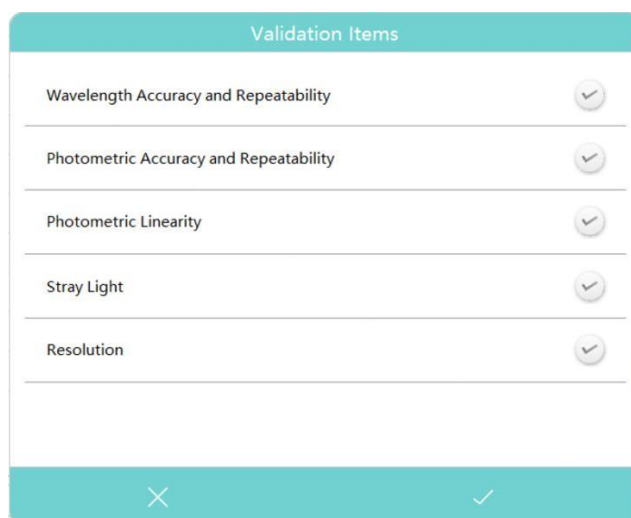 Validation Items
Wavelength Accuracy and Repeatability
Photometric Accuracy and Repeatability
Photometric Linearity
Stray Light
Resolution